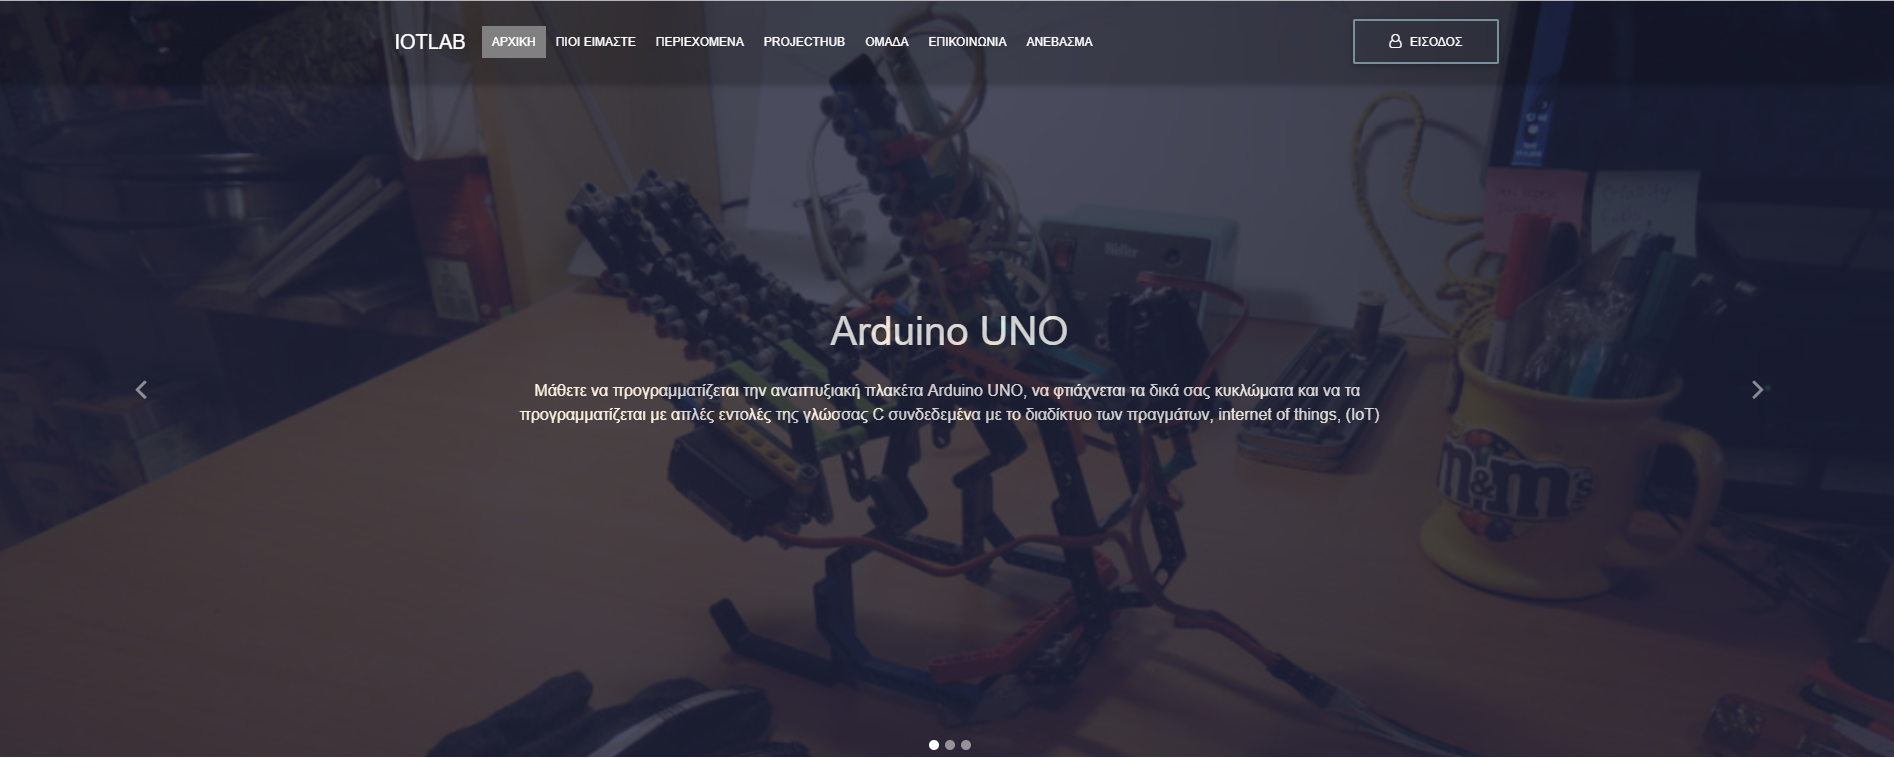 IOTLAB ΑΡΧΙΚΗ ΠΙΟΙ ΕΙΜΑΣΤΕ ΠΕΡΙΕΧΟΜΕΝΑ PROJECTHUB ΟΜΑΔΑ ΕΠΙΚΟΙΝΩΝΙΑ ΑΝΕΒΑΣΜΑ ΕΙΣΟΔΟΣ
Weller
Arduino UNO
Μάθετε να προγραμματίζεται την αναπτυξιακή πλακέτα Arduino UNO, να φτιάχνεται τα δικά σας κυκλώματα και να τα
προγραμματίζεται με απλές εντολές της γλώσσας C συνδεδεμένα με το διαδίκτυο των πραγμάτων, internet of things, (IoT)
m&m's